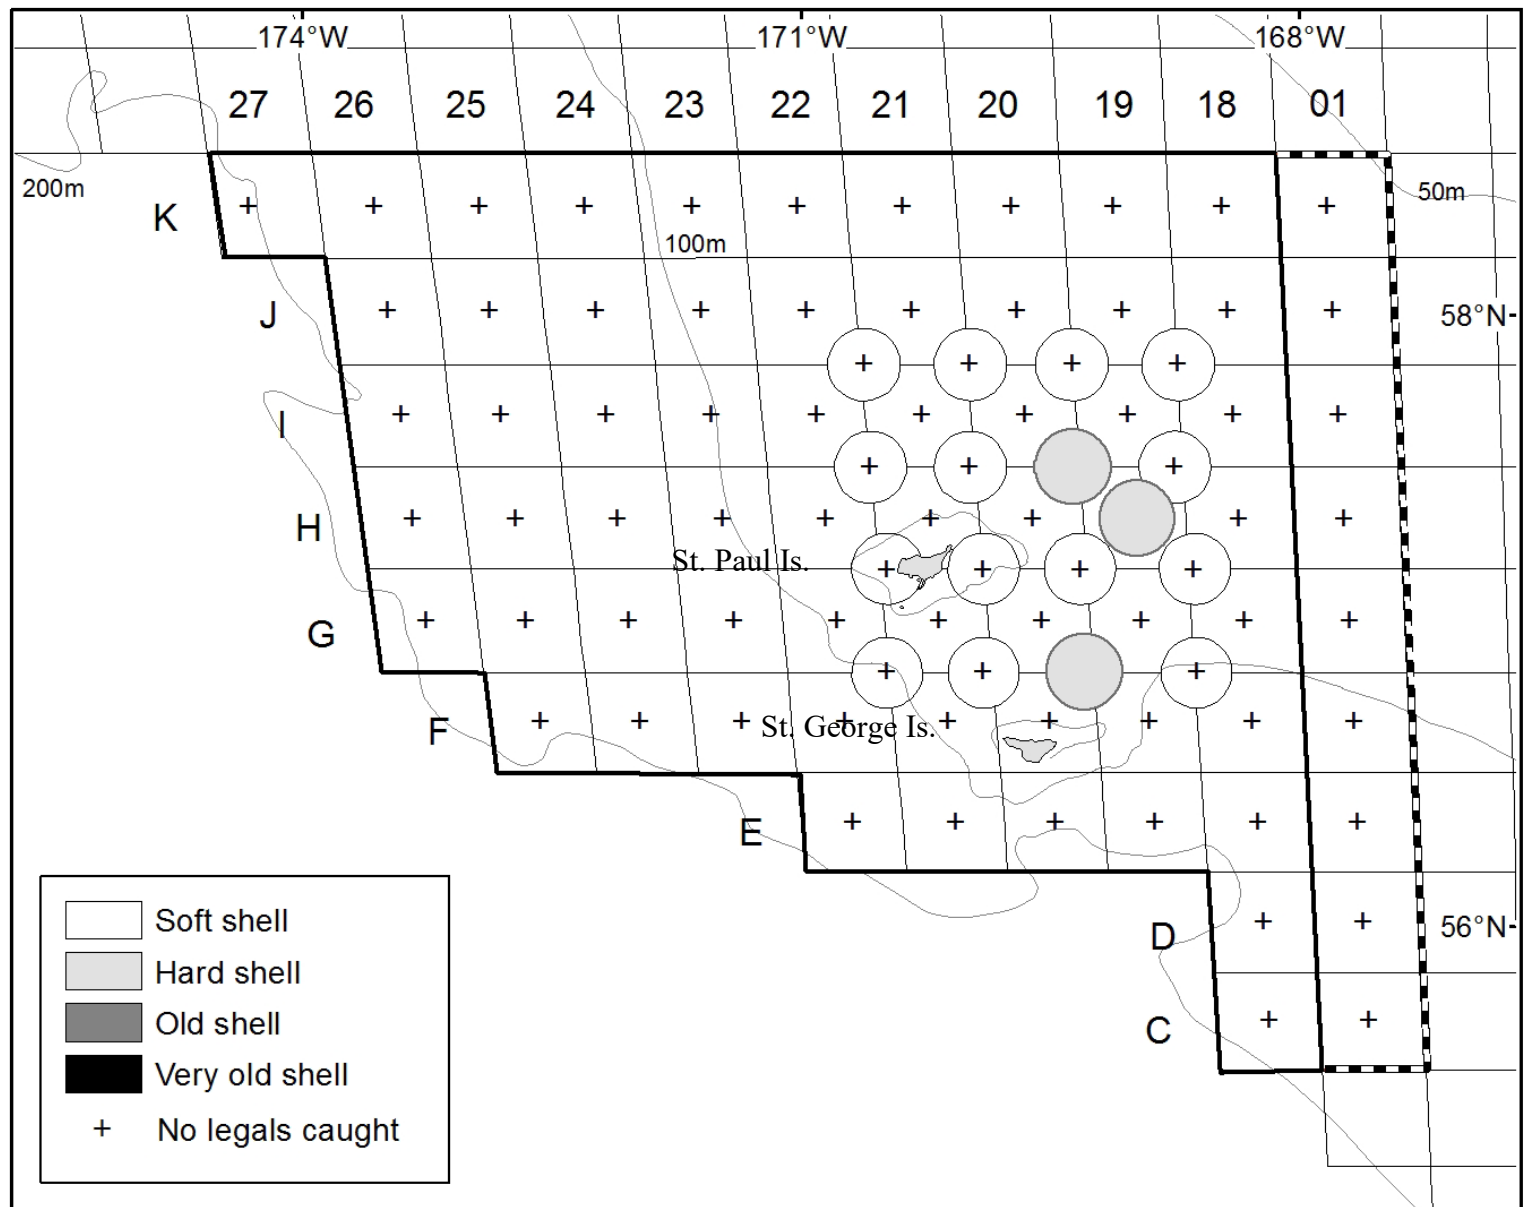 174°W 171°W 168°W
27 26 25 24 23 22 21 20 19 18 01
200m 50m
K
100m
J 58°N
I
H
St. Paul Is.
G
F St. George Is.
E
D 56°N
C
Soft shell
Hard shell
Old shell
Very old shell
+ No legals caught